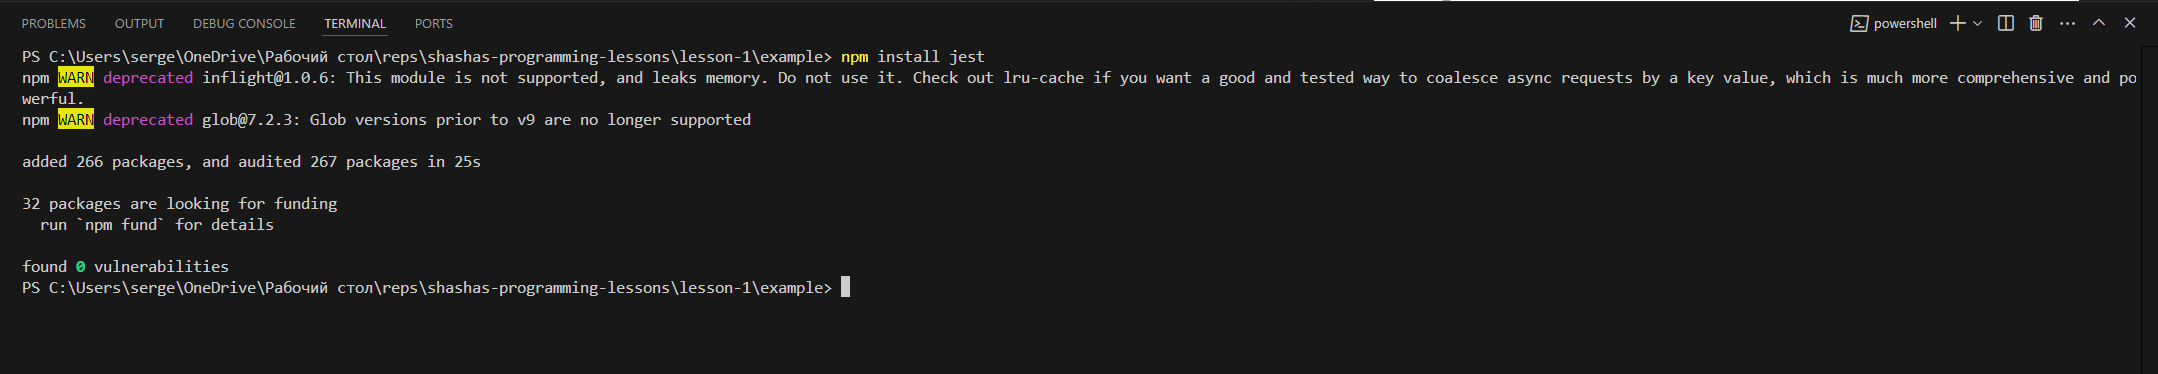 PROBLEMS OUTPUT DEBUG CONSOLE TERMINAL PORTS powershell
PS C:\Users\serge\OneDrive\Рабочий стол\reps\shashas-programming-lessons\lesson-1\example> npm install jest
npm WARN deprecated inflight@1.0.6: This module is not supported, and leaks memory. Do not use it. Check out lru-cache if you want a good and tested way to coalesce async requests by a key value, which is much more comprehensive and po
werful.
npm WARN deprecated glob@7.2.3: Glob versions prior to v9 are no longer supported
added 266 packages, and audited 267 packages in 25s
32 packages are looking for funding
run `npm fund` for details
found 0 vulnerabilities
PS C:\Users\serge\OneDrive\Рабочий стол\reps\shashas-programming-lessons\lesson-1\example>